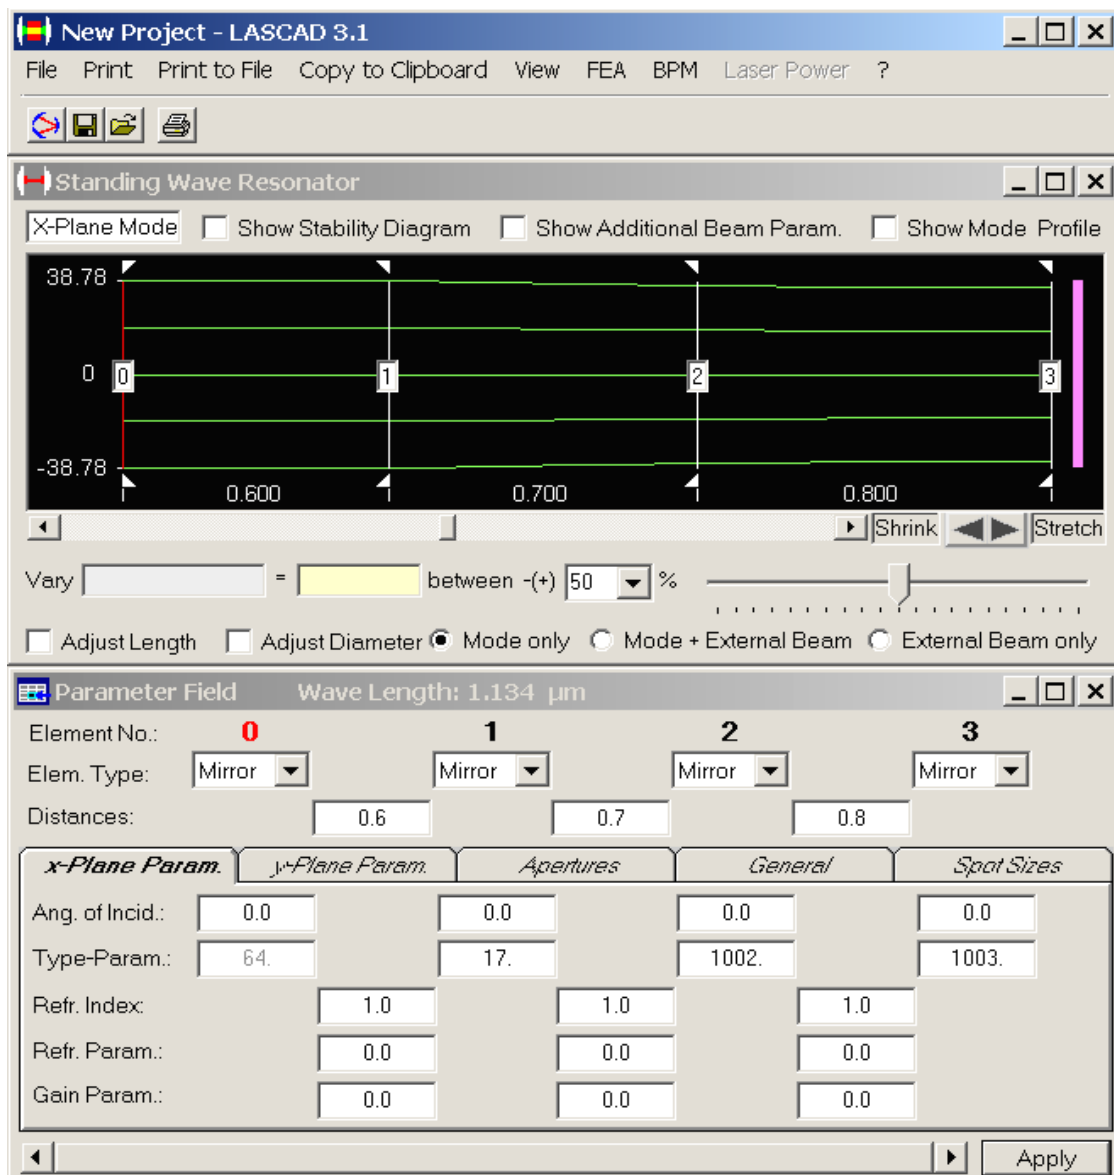 New Project - LASCAD 3.1
File Print Print to File Copy to Clipboard View FEA BPM Laser Power ?
Standing Wave Resonator
X-Plane Mode Show Stability Diagram Show Additional Beam Param. Show Mode Profile
38.78
0 0 1 2 3
-38.78
0.600 0.700 0.800
Shrink Stretch
Vary = between -(+) 50 %
Adjust Length Adjust Diameter Mode only Mode + External Beam External Beam only
Parameter Field Wave Length: 1.134 µm
Element No.: 0 1 2 3
Elem. Type: Mirror Mirror Mirror Mirror
Distances: 0.6 0.7 0.8
x-Plane Param. y-Plane Param. Apertures General Spot Sizes
Ang. of Incid.: 0.0 0.0 0.0 0.0
Type-Param.: 64. 17. 1002. 1003.
Refr. Index: 1.0 1.0 1.0
Refr. Param.: 0.0 0.0 0.0
Gain Param.: 0.0 0.0 0.0
Apply